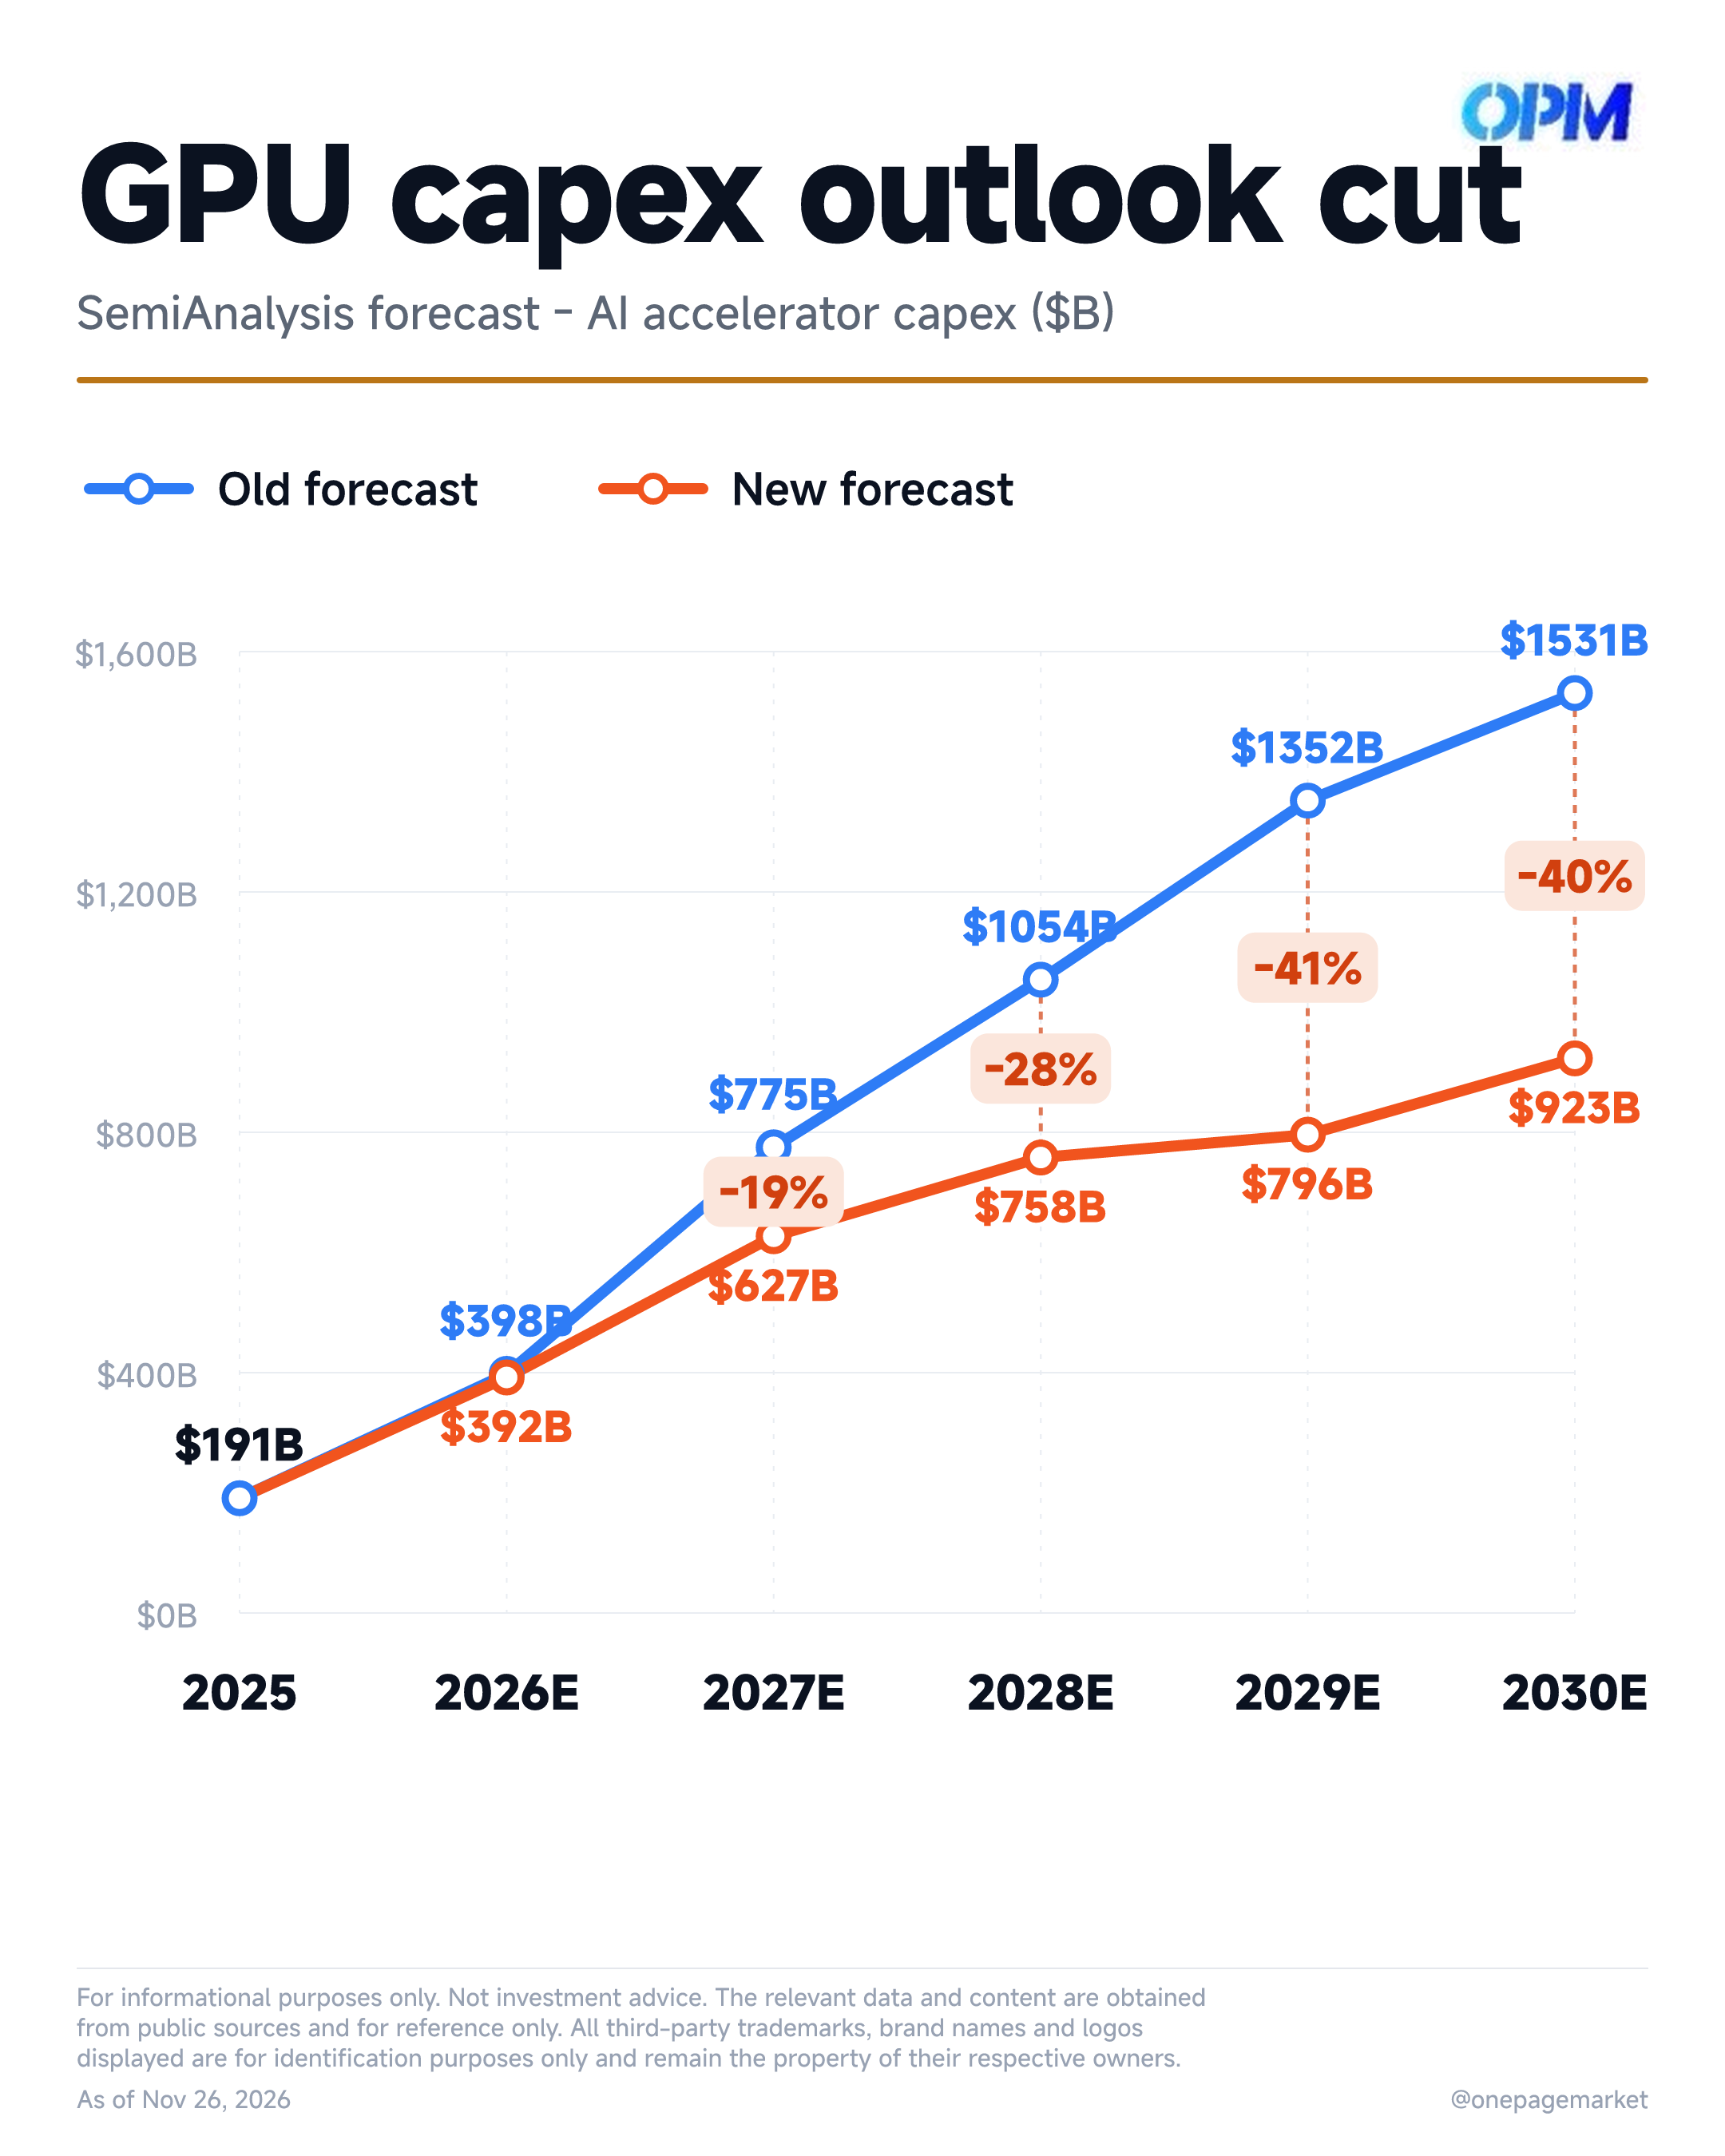 OPM
GPU capex outlook cut
SemiAnalysis forecast - AI accelerator capex ($B)
Old forecast
New forecast
$1,600B
$1,200B
$800B
$400B
$0B
$191B
$398B
$775B
$1054B
$1352B
$1531B
-19%
-28%
-41%
-40%
$392B
$627B
$758B
$796B
$923B
2025
2026E
2027E
2028E
2029E
2030E
For informational purposes only. Not investment advice. The relevant data and content are obtained
from public sources and for reference only. All third-party trademarks, brand names and logos
displayed are for identification purposes only and remain the property of their respective owners.
As of Nov 26, 2026
@onepagemarket